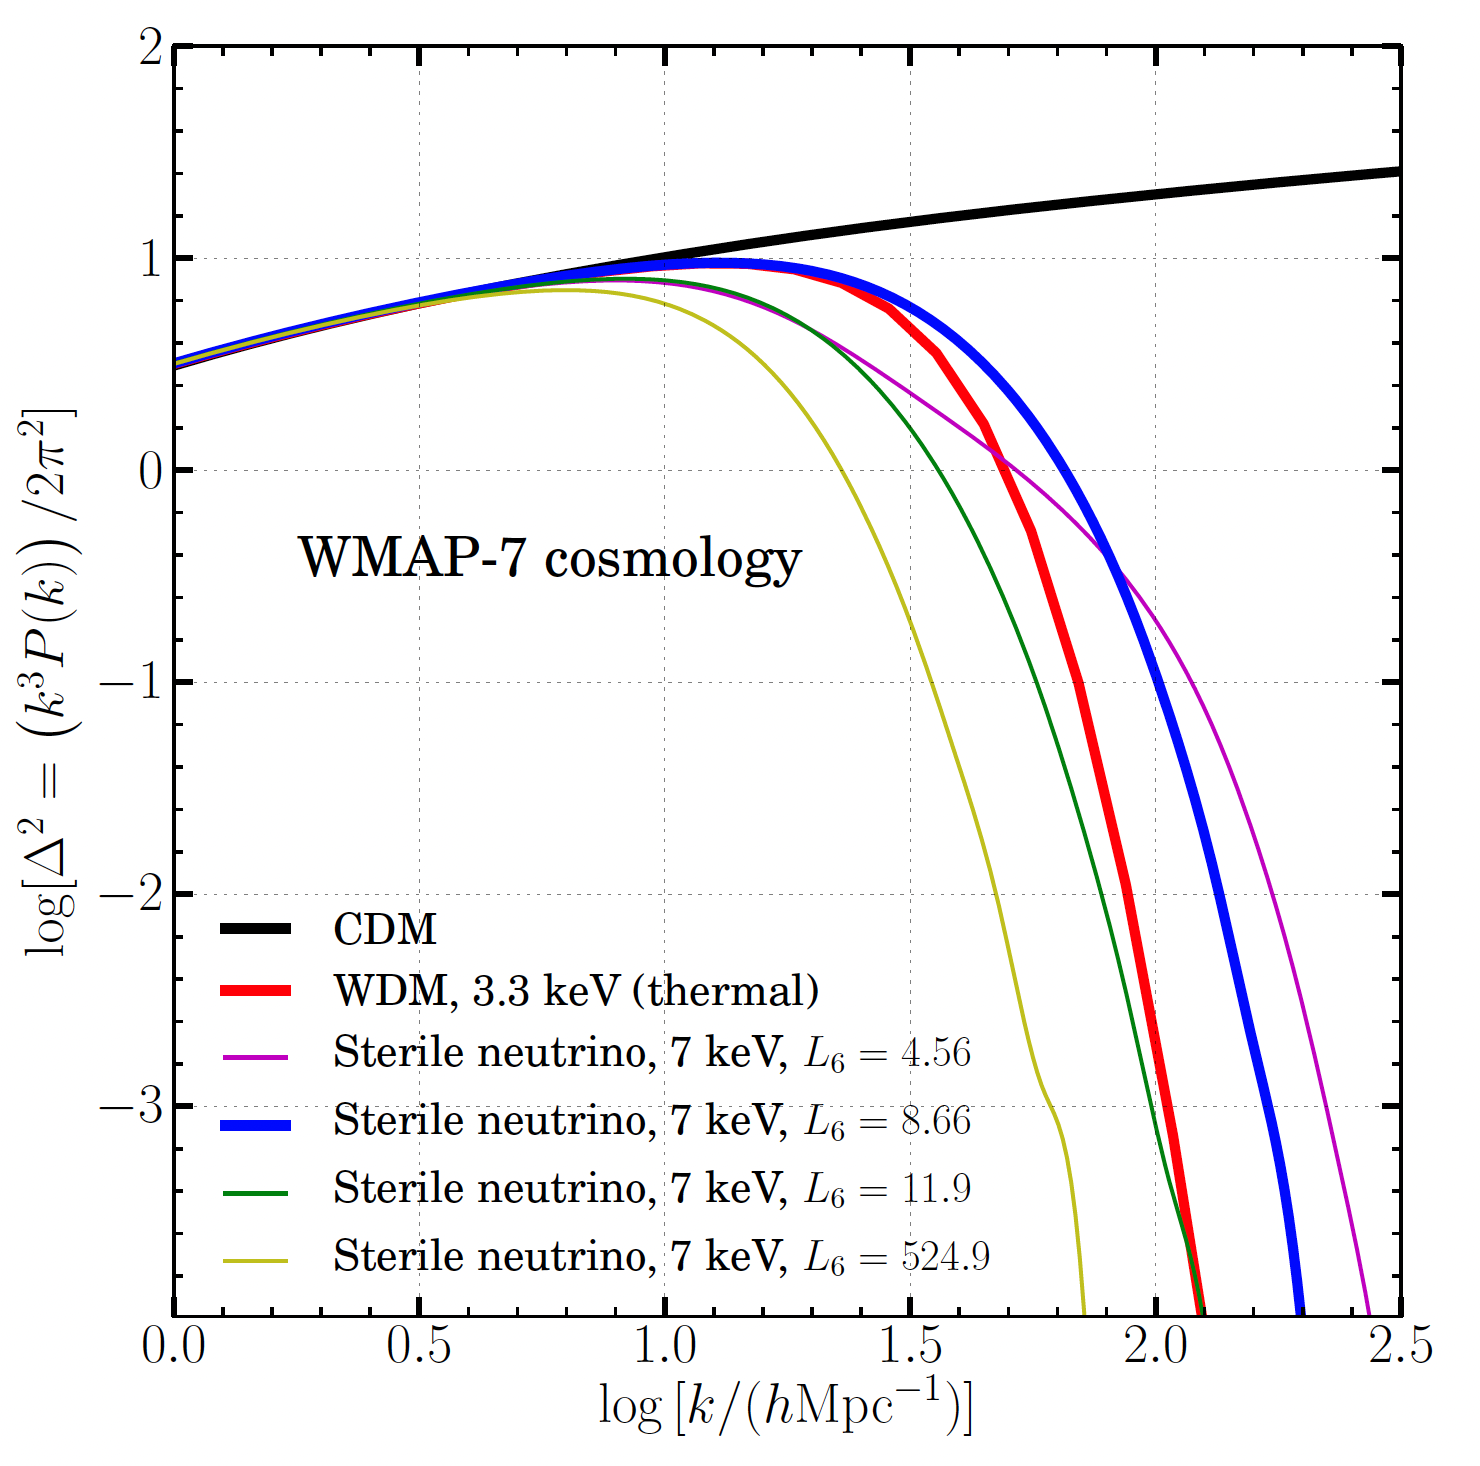 2
1
0
−1
−2
−3
log[Δ² = (k³P(k)) /2π²]
WMAP-7 cosmology
CDM
WDM, 3.3 keV (thermal)
Sterile neutrino, 7 keV, L₆ = 4.56
Sterile neutrino, 7 keV, L₆ = 8.66
Sterile neutrino, 7 keV, L₆ = 11.9
Sterile neutrino, 7 keV, L₆ = 524.9
0.0 0.5 1.0 1.5 2.0 2.5
log [k/(hMpc⁻¹)]